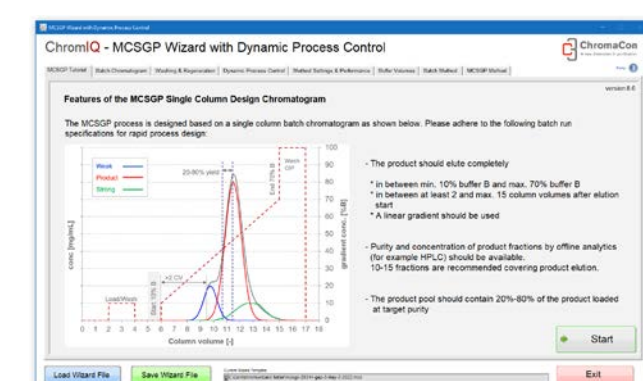 MCSGP Wizard with Dynamic Process Control
ChromIQ - MCSGP Wizard with Dynamic Process Control
ChromaCon
MCSGP Tutorial
Batch Chromatogram
Washing & Regeneration
Dynamic Process Control
Method Settings & Performance
Buffer Volumes
Batch Method
MCSGP Method
version 8.6
Features of the MCSGP Single Column Design Chromatogram
The MCSGP process is designed based on a single column batch chromatogram as shown below. Please adhere to the following batch run
specifications for rapid process design:
Weak
Product
Strong
20-80% yield
End 70% B
Wash
CIP
Load/Wash
Start 10% B
>2 CV
conc [mg/mL]
gradient conc. [%B]
100
90
80
70
60
50
40
30
20
10
0
0 1 2 3 4 5 6 7 8 9 10 11 12 13 14 15 16 17 18
Column volume [-]
- The product should elute completely
* in between min. 10% buffer B and max. 70% buffer B
* in between at least 2 and max. 15 column volumes after elution
start
* A linear gradient should be used
- Purity and concentration of product fractions by offline analytics
(for example HPLC) should be available.
10-15 fractions are recommended covering product elution.
- The product pool should contain 20%-80% of the product loaded
at target purity
Start
Load Wizard File
Save Wizard File
Current Wizard Template
Exit